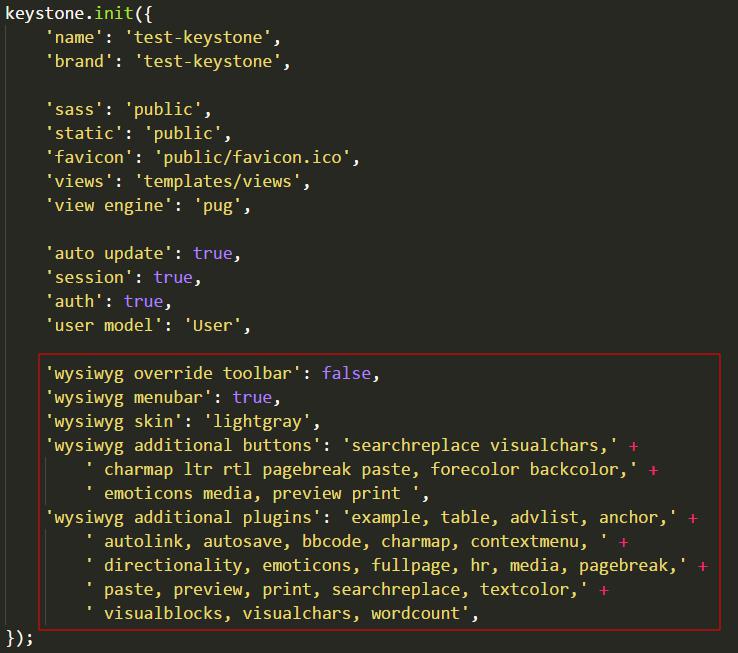 keystone.init({
'name': 'test-keystone',
'brand': 'test-keystone',
'sass': 'public',
'static': 'public',
'favicon': 'public/favicon.ico',
'views': 'templates/views',
'view engine': 'pug',
'auto update': true,
'session': true,
'auth': true,
'user model': 'User',
'wysiwyg override toolbar': false,
'wysiwyg menubar': true,
'wysiwyg skin': 'lightgray',
'wysiwyg additional buttons': 'searchreplace visualchars,' +
' charmap ltr rtl pagebreak paste, forecolor backcolor,' +
' emoticons media, preview print ',
'wysiwyg additional plugins': 'example, table, advlist, anchor,' +
' autolink, autosave, bbcode, charmap, contextmenu, ' +
' directionality, emoticons, fullpage, hr, media, pagebreak,' +
' paste, preview, print, searchreplace, textcolor,' +
' visualblocks, visualchars, wordcount',
});